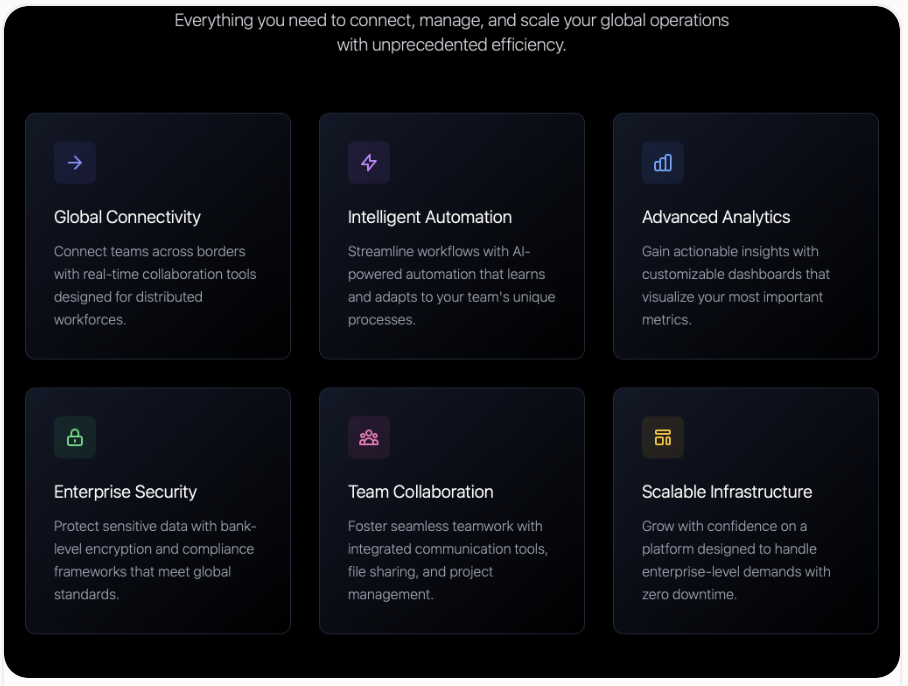 Everything you need to connect, manage, and scale your global operations
with unprecedented efficiency.
Global Connectivity
Connect teams across borders
with real-time collaboration tools
designed for distributed
workforces.
Intelligent Automation
Streamline workflows with AI-
powered automation that learns
and adapts to your team's unique
processes.
Advanced Analytics
Gain actionable insights with
customizable dashboards that
visualize your most important
metrics.
Enterprise Security
Protect sensitive data with bank-
level encryption and compliance
frameworks that meet global
standards.
Team Collaboration
Foster seamless teamwork with
integrated communication tools,
file sharing, and project
management.
Scalable Infrastructure
Grow with confidence on a
platform designed to handle
enterprise-level demands with
zero downtime.